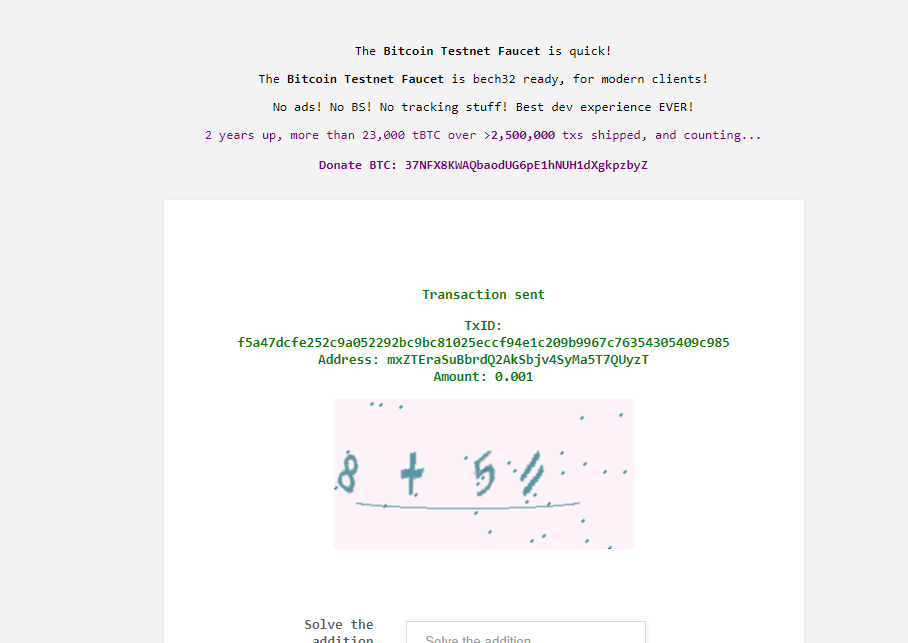 The Bitcoin Testnet Faucet is quick!
The Bitcoin Testnet Faucet is bech32 ready, for modern clients!
No ads! No BS! No tracking stuff! Best dev experience EVER!
2 years up, more than 23,000 tBTC over >2,500,000 txs shipped, and counting...
Donate BTC: 37NFX8KWAQbaodUG6pE1hNUH1dXgkpzbyZ
Transaction sent
TxID:
f5a47dcfe252c9a052292bc9bc81025eccf94e1c209b9967c76354305409c985
Address: mxZTEraSuBbrdQ2AkSbjv4SyMa5T7QUyzT
Amount: 0.001
8 + 5
Solve the
addition
Solve the addition